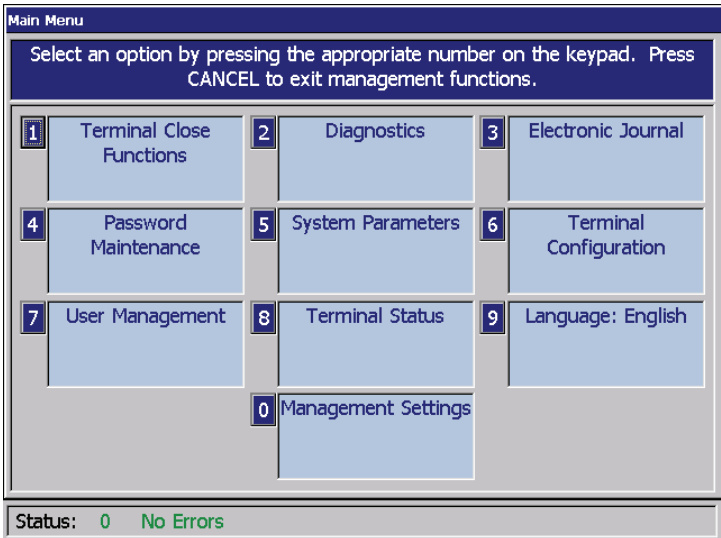 Main Menu
Select an option by pressing the appropriate number on the keypad. Press
CANCEL to exit management functions.
1 Terminal Close
Functions
2 Diagnostics
3 Electronic Journal
4 Password
Maintenance
5 System Parameters
6 Terminal
Configuration
7 User Management
8 Terminal Status
9 Language: English
0 Management Settings
Status: 0 No Errors